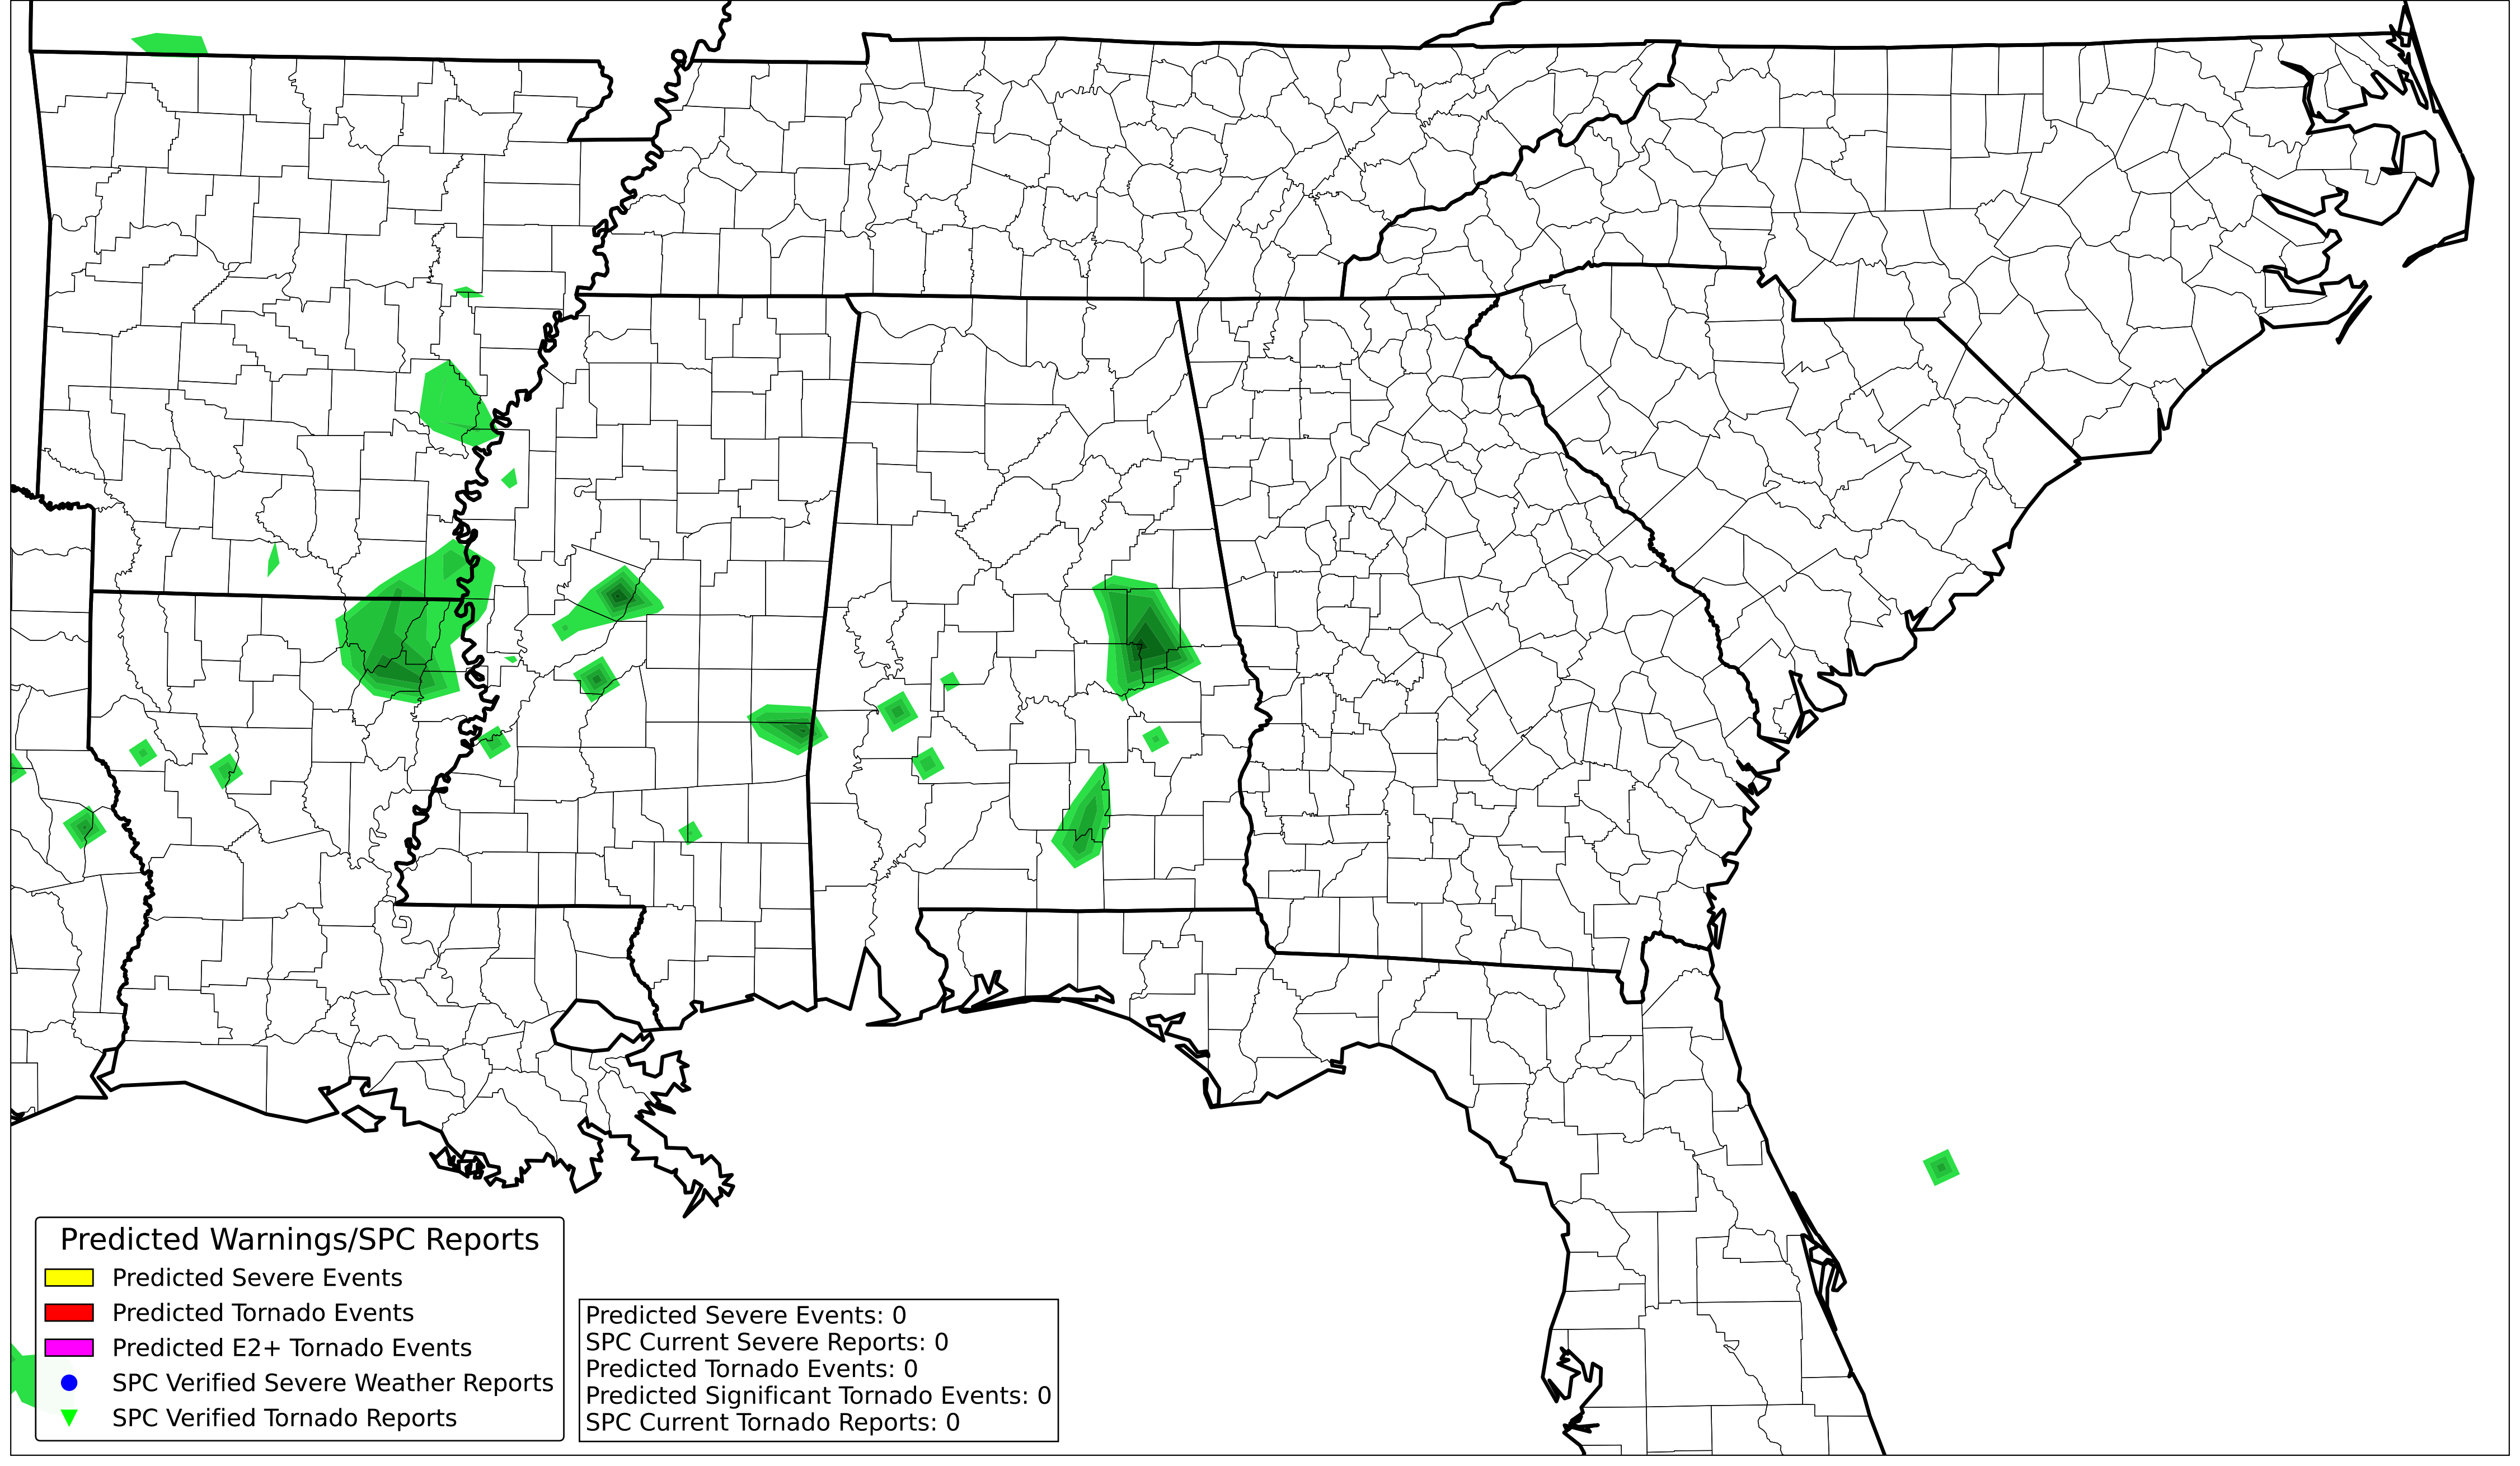 Predicted Warnings/SPC Reports
Predicted Severe Events
Predicted Tornado Events
Predicted E2+ Tornado Events
SPC Verified Severe Weather Reports
SPC Verified Tornado Reports
Predicted Severe Events: 0
SPC Current Severe Reports: 0
Predicted Tornado Events: 0
Predicted Significant Tornado Events: 0
SPC Current Tornado Reports: 0